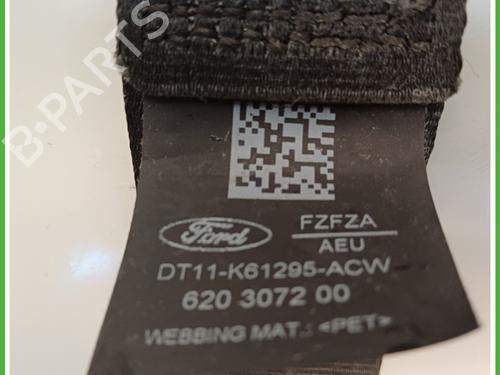 B-PARTS
Ford
FZFZA
AEU
DT11-K61295-ACW
620 3072 00
WEBBING MAT.: <PET>